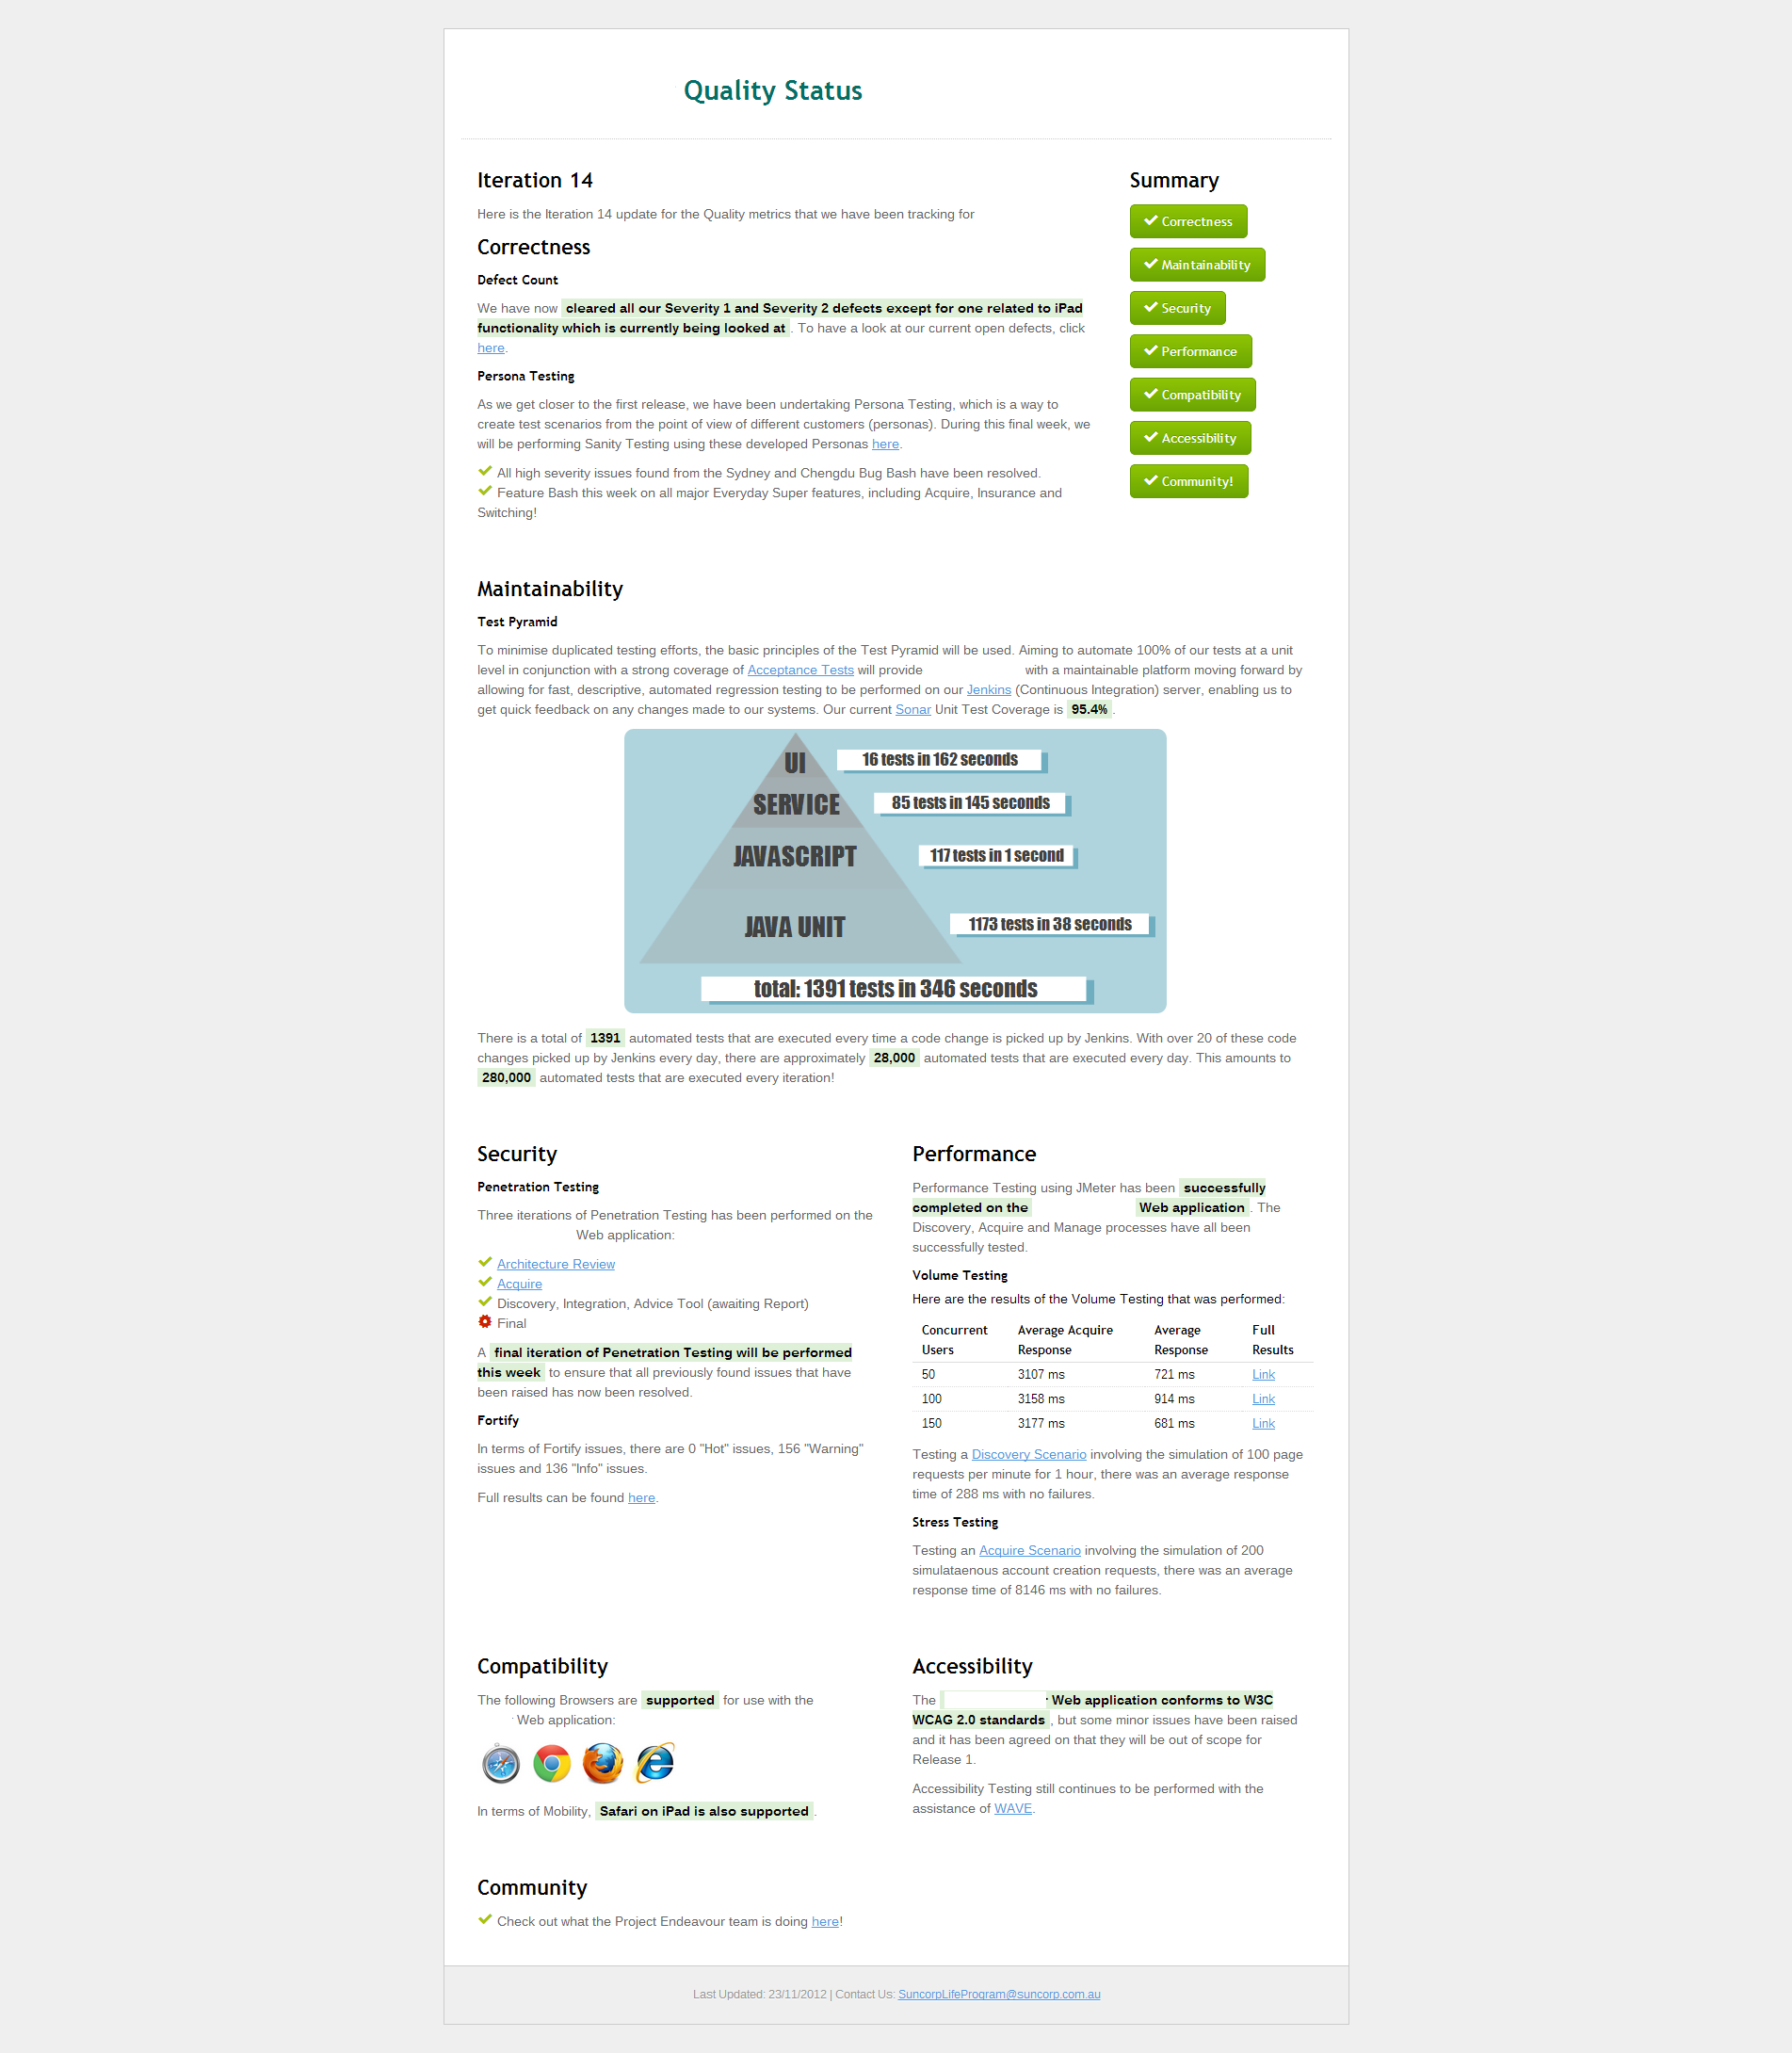 Quality Status
Iteration 14
Here is the Iteration 14 update for the Quality metrics that we have been tracking for
Correctness
Defect Count
We have now cleared all our Severity 1 and Severity 2 defects except for one related to iPad
functionality which is currently being looked at . To have a look at our current open defects, click
here.
Persona Testing
As we get closer to the first release, we have been undertaking Persona Testing, which is a way to
create test scenarios from the point of view of different customers (personas). During this final week, we
will be performing Sanity Testing using these developed Personas here.
All high severity issues found from the Sydney and Chengdu Bug Bash have been resolved.
Feature Bash this week on all major Everyday Super features, including Acquire, Insurance and
Switching!
Summary
Correctness
Maintainability
Security
Performance
Compatibility
Accessibility
Community!
Maintainability
Test Pyramid
To minimise duplicated testing efforts, the basic principles of the Test Pyramid will be used. Aiming to automate 100% of our tests at a unit
level in conjunction with a strong coverage of Acceptance Tests will provide with a maintainable platform moving forward by
allowing for fast, descriptive, automated regression testing to be performed on our Jenkins (Continuous Integration) server, enabling us to
get quick feedback on any changes made to our systems. Our current Sonar Unit Test Coverage is 95.4% .
UI 16 tests in 162 seconds
SERVICE 85 tests in 145 seconds
JAVASCRIPT 117 tests in 1 second
JAVA UNIT 1173 tests in 38 seconds
total: 1391 tests in 346 seconds
There is a total of 1391 automated tests that are executed every time a code change is picked up by Jenkins. With over 20 of these code
changes picked up by Jenkins every day, there are approximately 28,000 automated tests that are executed every day. This amounts to
280,000 automated tests that are executed every iteration!
Security
Penetration Testing
Three iterations of Penetration Testing has been performed on the
Web application:
Architecture Review
Acquire
Discovery, Integration, Advice Tool (awaiting Report)
Final
A final iteration of Penetration Testing will be performed
this week to ensure that all previously found issues that have
been raised has now been resolved.
Fortify
In terms of Fortify issues, there are 0 "Hot" issues, 156 "Warning"
issues and 136 "Info" issues.
Full results can be found here.
Performance
Performance Testing using JMeter has been successfully
completed on the Web application . The
Discovery, Acquire and Manage processes have all been
successfully tested.
Volume Testing
Here are the results of the Volume Testing that was performed:
Concurrent Average Acquire Average Full
Users Response Response Results
50 3107 ms 721 ms Link
100 3158 ms 914 ms Link
150 3177 ms 681 ms Link
Testing a Discovery Scenario involving the simulation of 100 page
requests per minute for 1 hour, there was an average response
time of 288 ms with no failures.
Stress Testing
Testing an Acquire Scenario involving the simulation of 200
simulataenous account creation requests, there was an average
response time of 8146 ms with no failures.
Compatibility
The following Browsers are supported for use with the
Web application:
In terms of Mobility, Safari on iPad is also supported .
Accessibility
The Web application conforms to W3C
WCAG 2.0 standards , but some minor issues have been raised
and it has been agreed on that they will be out of scope for
Release 1.
Accessibility Testing still continues to be performed with the
assistance of WAVE.
Community
Check out what the Project Endeavour team is doing here!
Last Updated: 23/11/2012 | Contact Us: SuncorpLifeProgram@suncorp.com.au